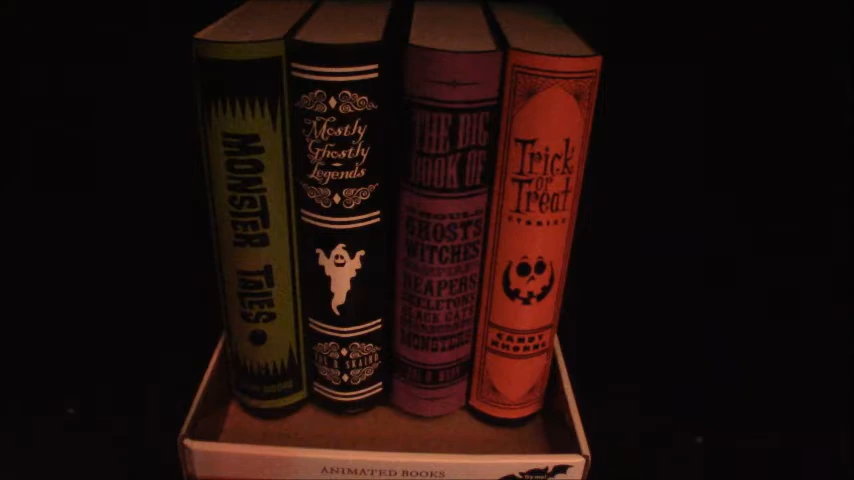 MONSTER TALES
Mostly
Ghostly
Legends
THE BIG
BOOK OF
GHOULS
GHOSTS
WITCHES
REAPERS
SKELETONS
BLACK CATS
MONSTERS
Trick
or
Treat
STORIES
CANDY
ANIMATED BOOKS